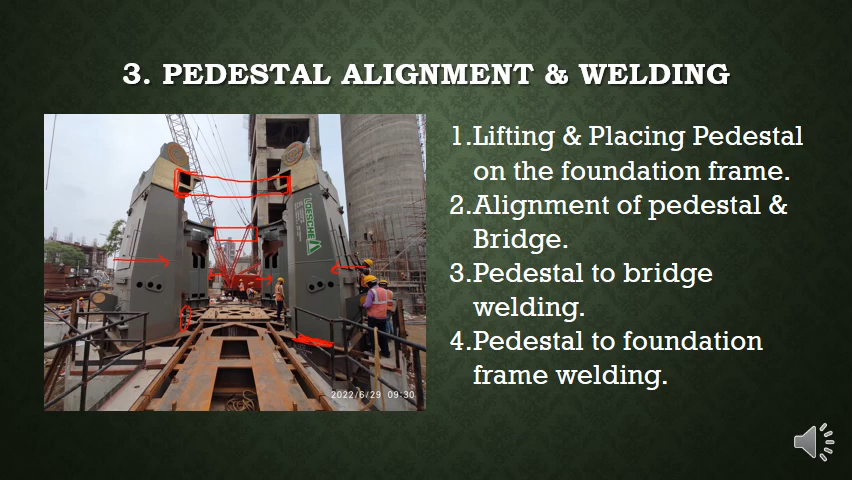 3. PEDESTAL ALIGNMENT & WELDING
1.Lifting & Placing Pedestal
on the foundation frame.
2.Alignment of pedestal &
Bridge.
3.Pedestal to bridge
welding.
4.Pedestal to foundation
frame welding.
LOESCHE
2022/6/29 09:30